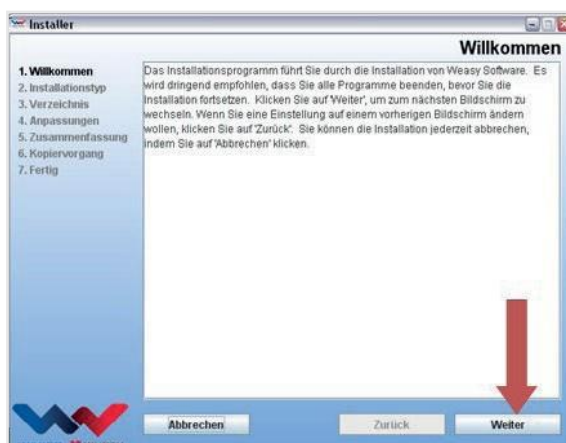 Installer
Willkommen
1. Willkommen
2. Installationstyp
3. Verzeichnis
4. Anpassungen
5. Zusammenfassung
6. Kopiervorgang
7. Fertig
Das Installationsprogramm führt Sie durch die Installation von Weasy Software. Es
wird dringend empfohlen, dass Sie alle Programme beenden, bevor Sie die
Installation fortsetzen. Klicken Sie auf 'Weiter', um zum nächsten Bildschirm zu
wechseln. Wenn Sie eine Einstellung auf einem vorherigen Bildschirm ändern
wollen, klicken Sie auf 'Zurück'. Sie können die Installation jederzeit abbrechen,
indem Sie auf 'Abbrechen' klicken.
Abbrechen
Zurück
Weiter